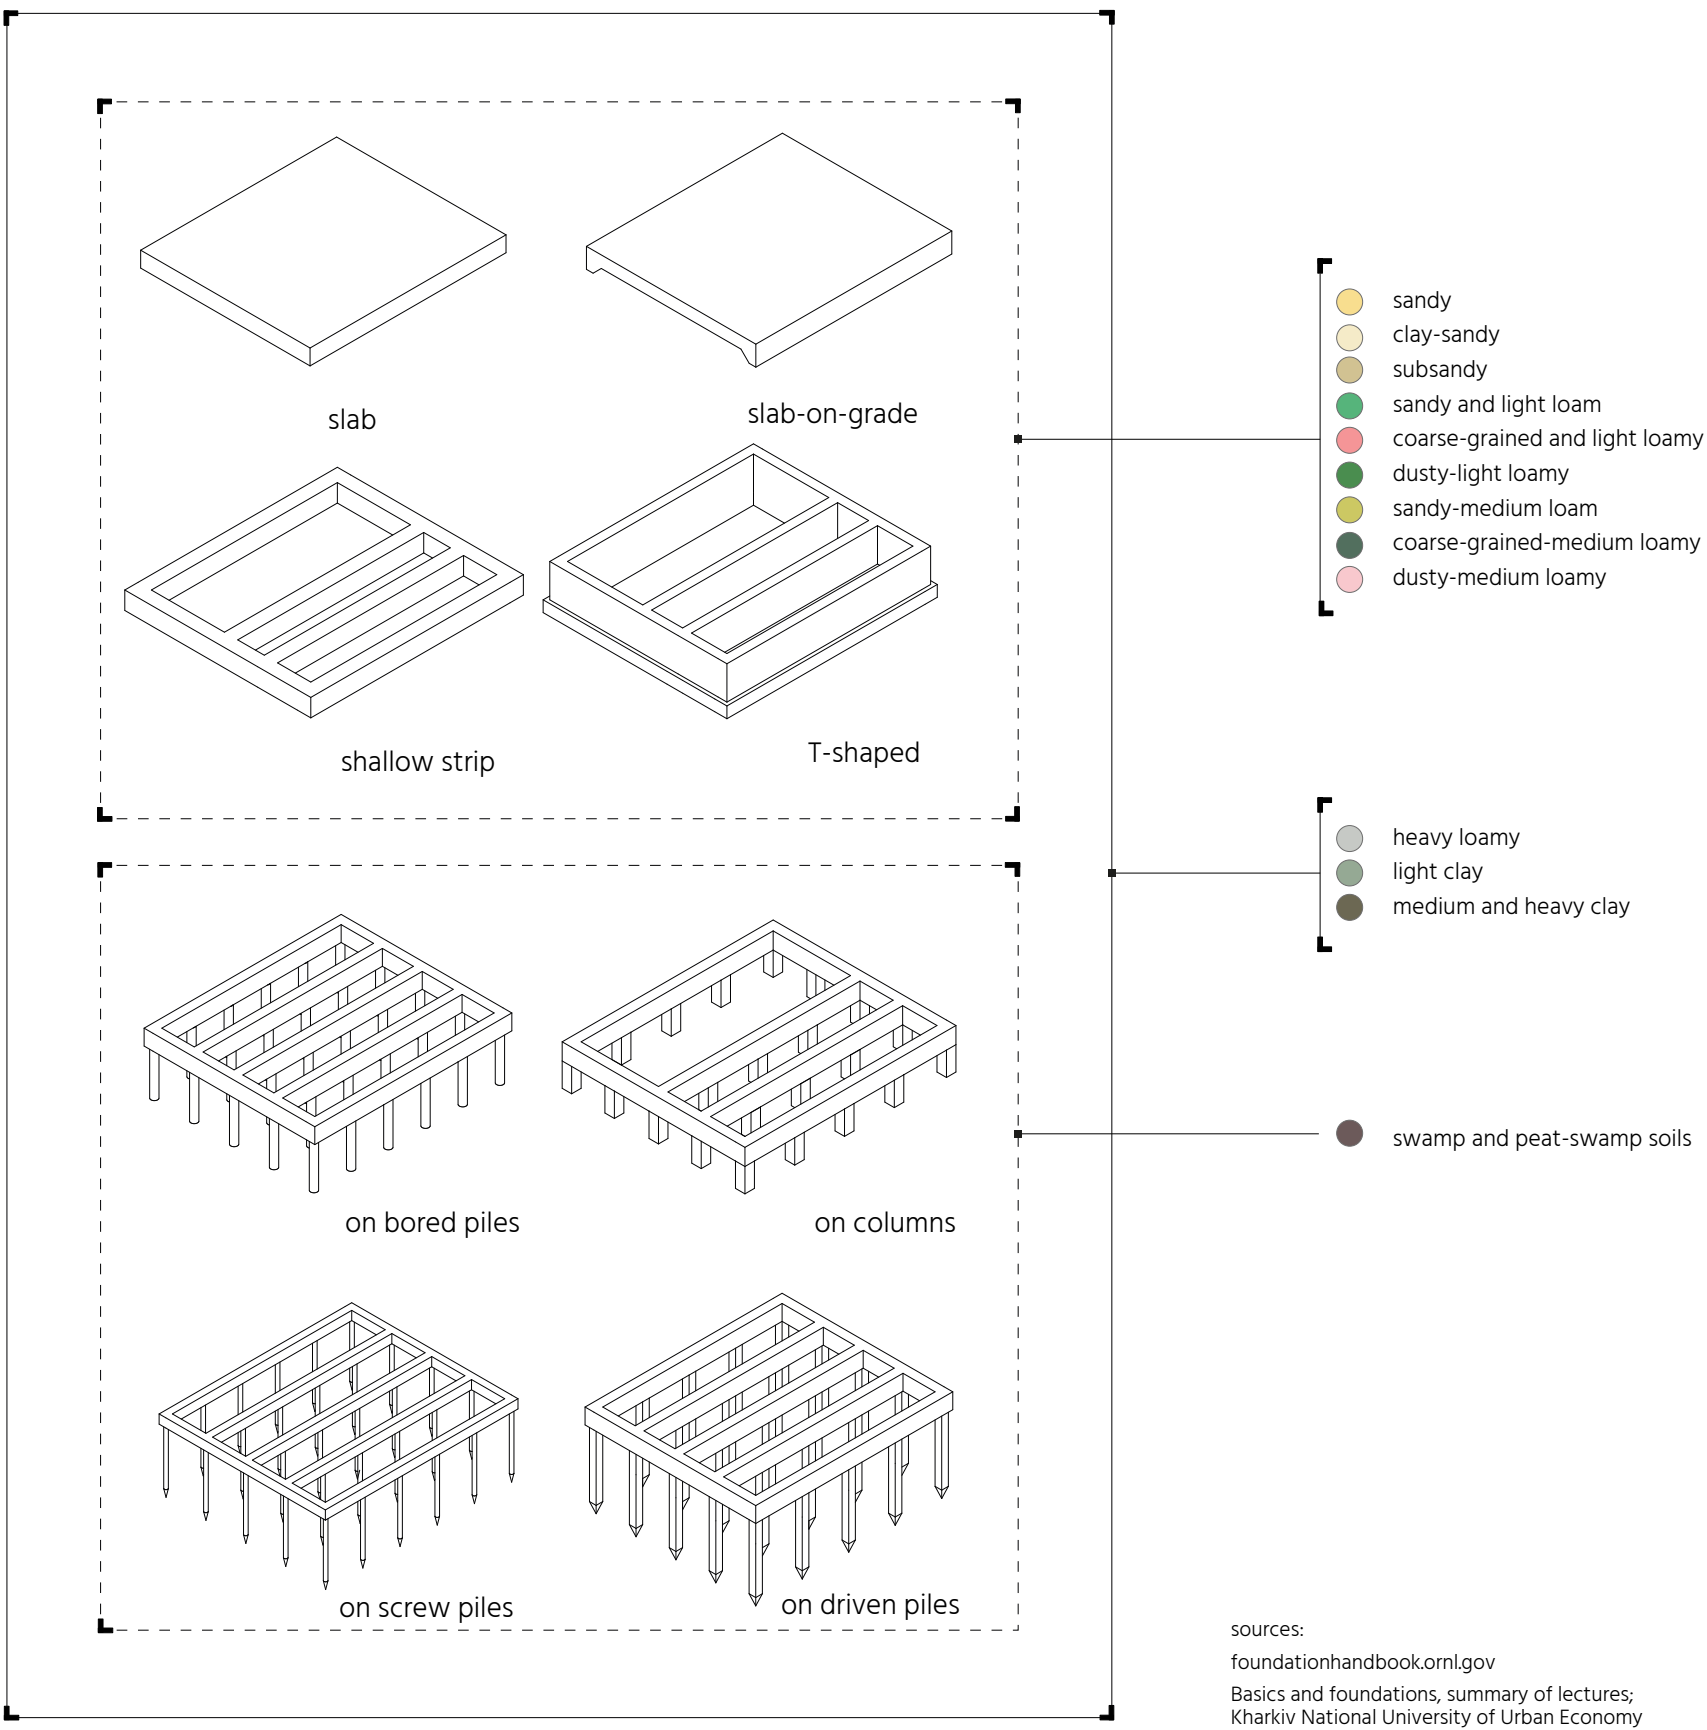 slab
slab-on-grade
shallow strip
T-shaped
on bored piles
on columns
on screw piles
on driven piles
sandy
clay-sandy
subsandy
sandy and light loam
coarse-grained and light loamy
dusty-light loamy
sandy-medium loam
coarse-grained-medium loamy
dusty-medium loamy
heavy loamy
light clay
medium and heavy clay
swamp and peat-swamp soils
sources:
foundationhandbook.ornl.gov
Basics and foundations, summary of lectures;
Kharkiv National University of Urban Economy